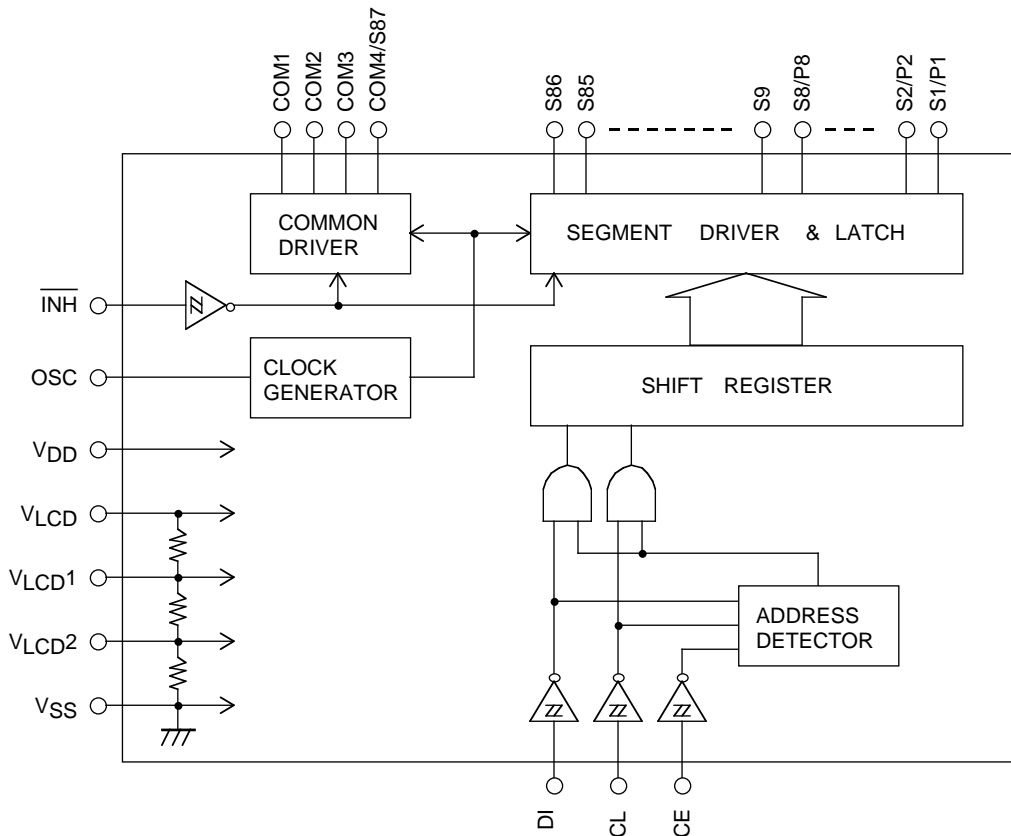 COM1
COM2
COM3
COM4/S87
S86
S85
S9
S8/P8
S2/P2
S1/P1
COMMON
DRIVER
SEGMENT DRIVER & LATCH
INH
OSC
CLOCK
GENERATOR
SHIFT REGISTER
VDD
VLCD
VLCD1
VLCD2
VSS
ADDRESS
DETECTOR
DI
CL
CE